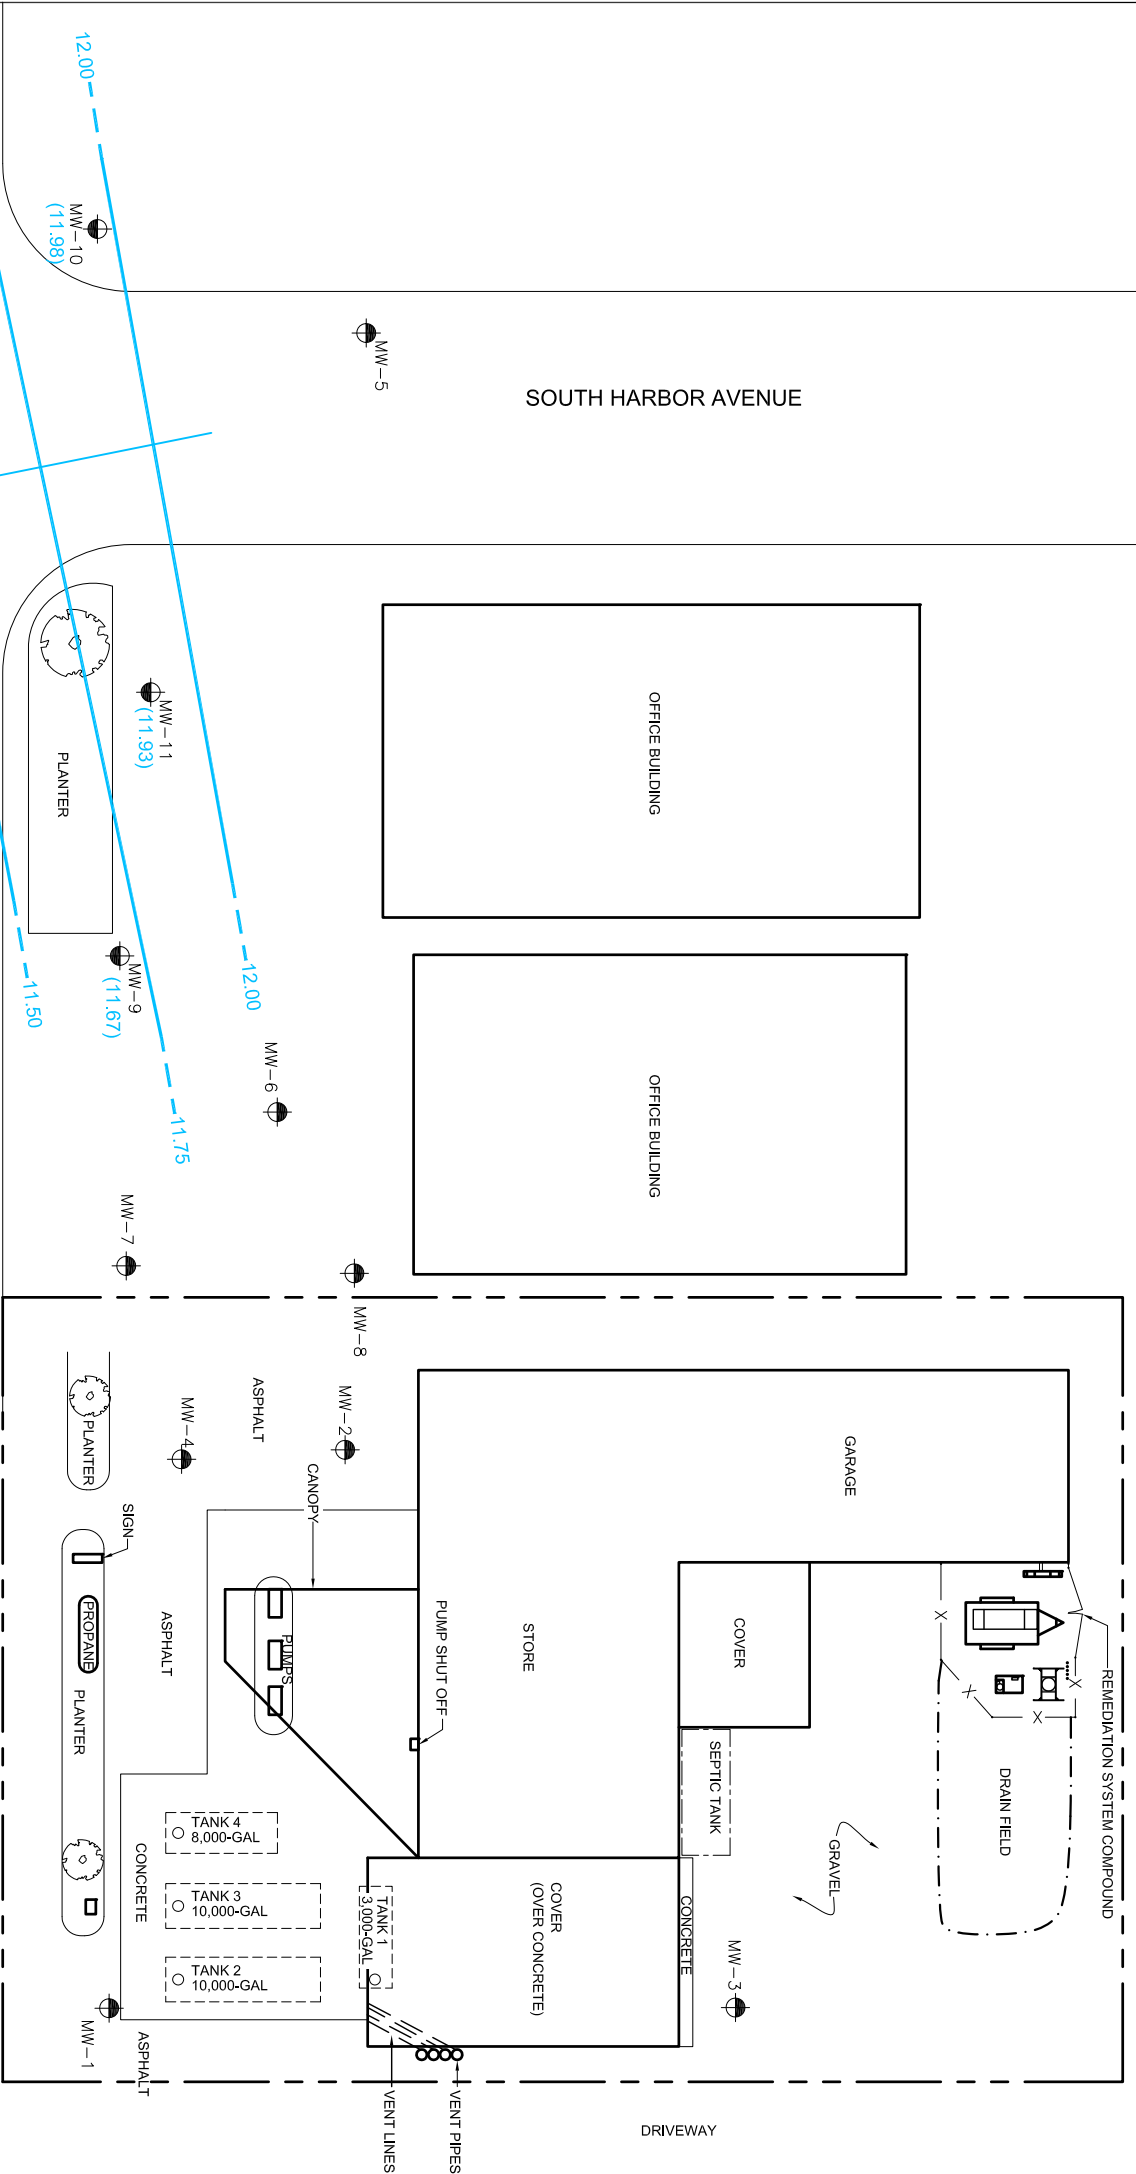 12.00
MW-10
(11.98)
MW-5
SOUTH HARBOR AVENUE
MW-11
(11.93)
PLANTER
OFFICE BUILDING
12.00
11.50
MW-9
(11.67)
MW-6
11.75
OFFICE BUILDING
MW-7
MW-8
ASPHALT
MW-2
MW-4
PLANTER
CANOPY
GARAGE
SIGN
PROPANE
ASPHALT
PUMPS
PUMP SHUT OFF
STORE
COVER
REMEDIATION SYSTEM COMPOUND
X
X
X
X
PLANTER
SEPTIC TANK
DRAIN FIELD
GRAVEL
CONCRETE
TANK 4
8,000-GAL
TANK 3
10,000-GAL
TANK 2
10,000-GAL
TANK 1
3,000-GAL
COVER
(OVER CONCRETE)
CONCRETE
MW-3
MW-1
ASPHALT
VENT LINES
VENT PIPES
DRIVEWAY